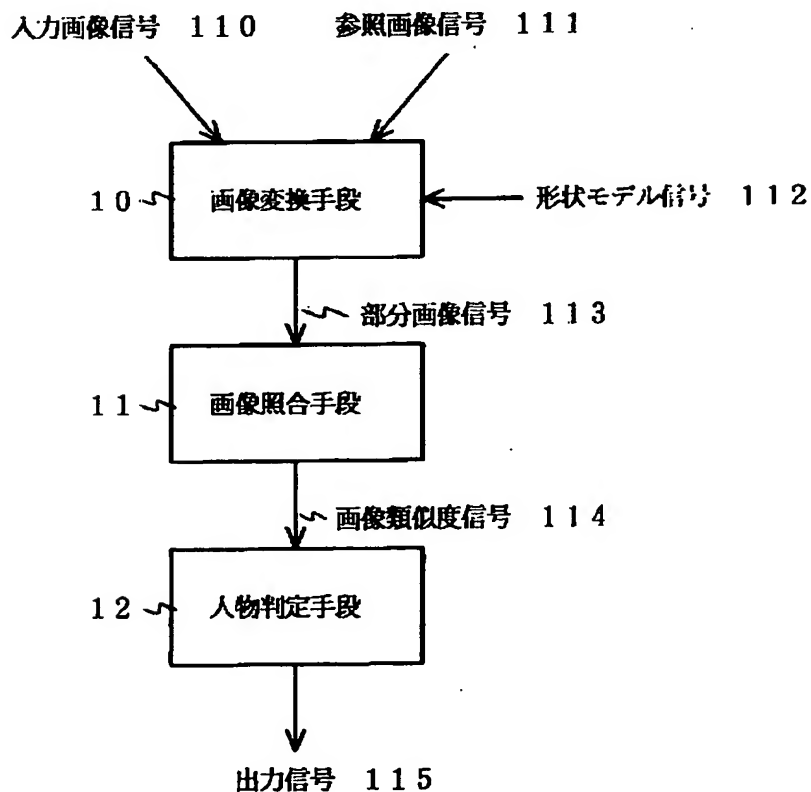 入力画像信号 110 参照画像信号 111
10 画像変換手段 形状モデル信号 112
部分画像信号 113
11 画像照合手段
画像類似度信号 114
12 人物判定手段
出力信号 115